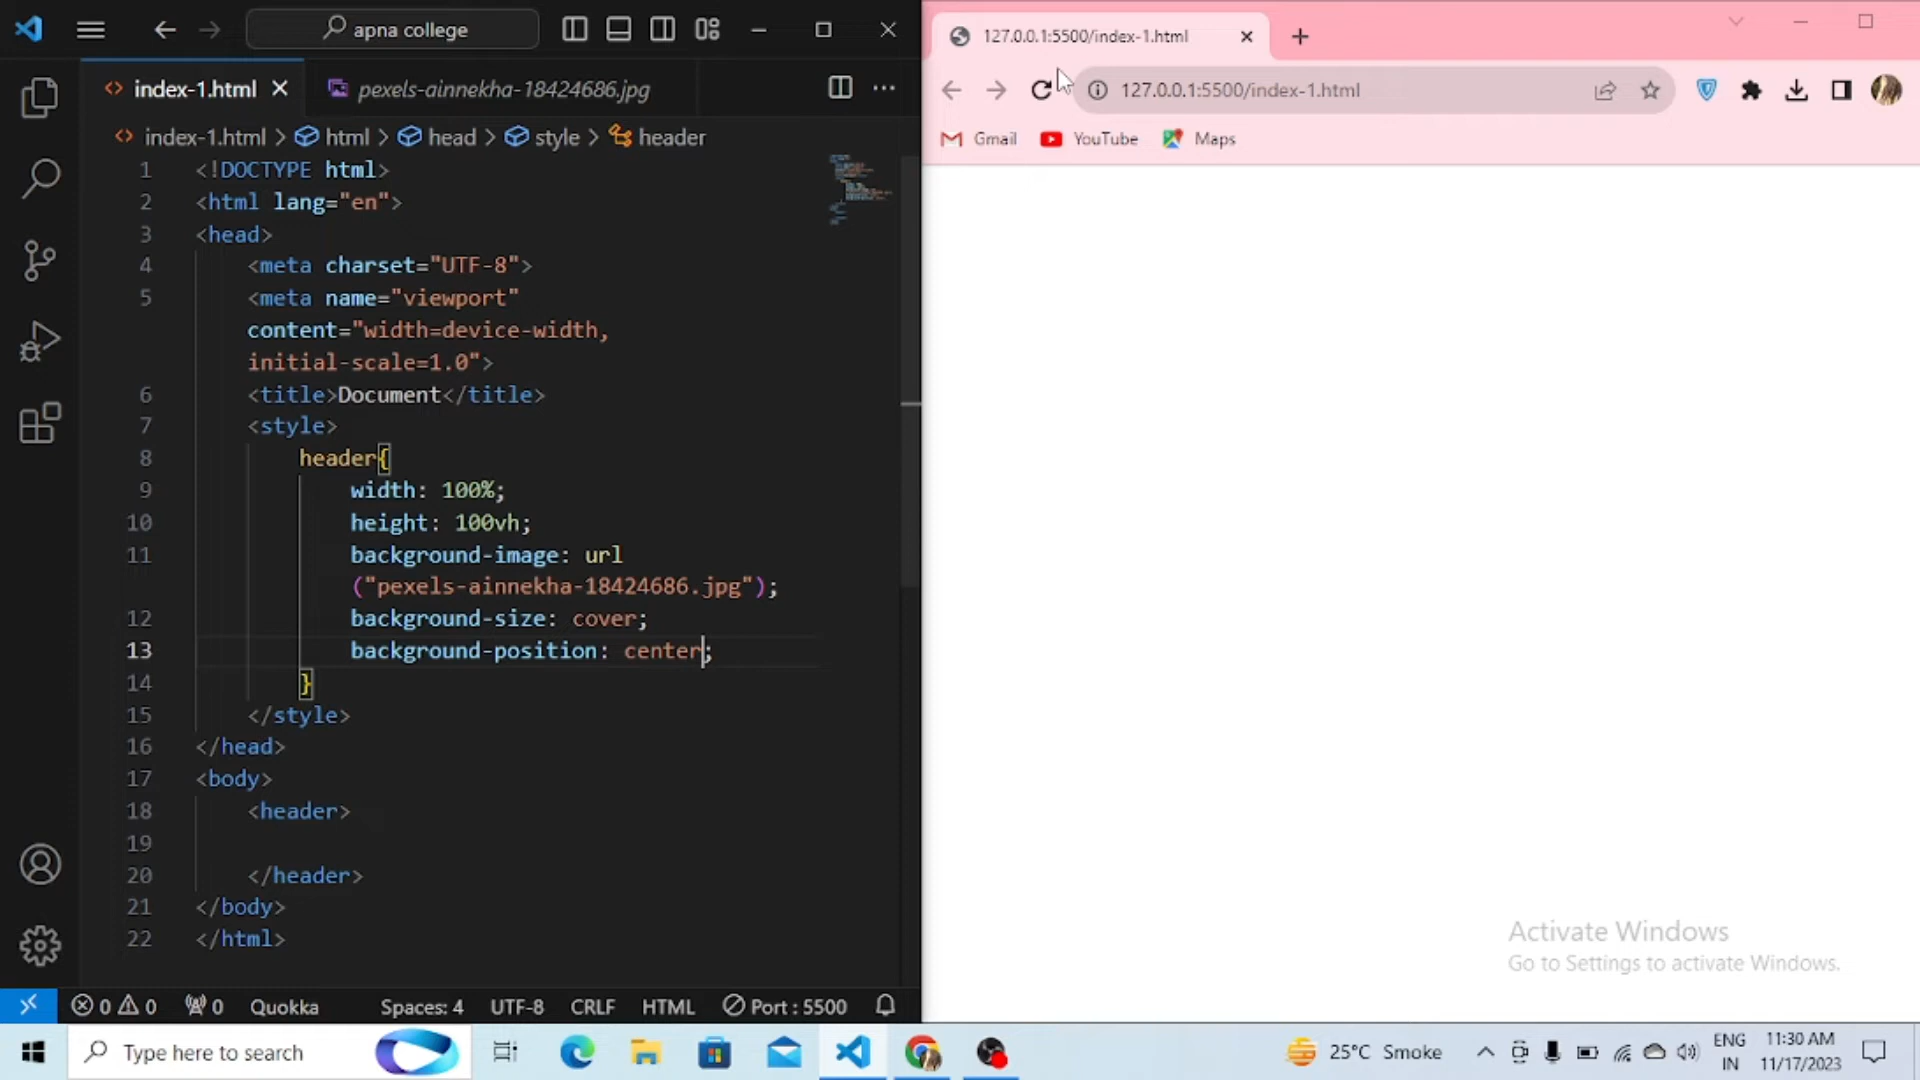 apna college
index-1.html
pexels-ainnekha-18424686.jpg
index-1.html > html > head > style > header
1 <!DOCTYPE html>
2 <html lang="en">
3 <head>
4 <meta charset="UTF-8">
5 <meta name="viewport"
content="width=device-width,
initial-scale=1.0">
6 <title>Document</title>
7 <style>
8 header{
9 width: 100%;
10 height: 100vh;
11 background-image: url
("pexels-ainnekha-18424686.jpg");
12 background-size: cover;
13 background-position: center;
14 }
15 </style>
16 </head>
17 <body>
18 <header>
19
20 </header>
21 </body>
22 </html>
0 0 0 Quokka Spaces: 4 UTF-8 CRLF HTML Port : 5500
127.0.0.1:5500/index-1.html
127.0.0.1:5500/index-1.html
Gmail YouTube Maps
Activate Windows
Go to Settings to activate Windows.
Type here to search
25°C Smoke
ENG
IN
11:30 AM
11/17/2023